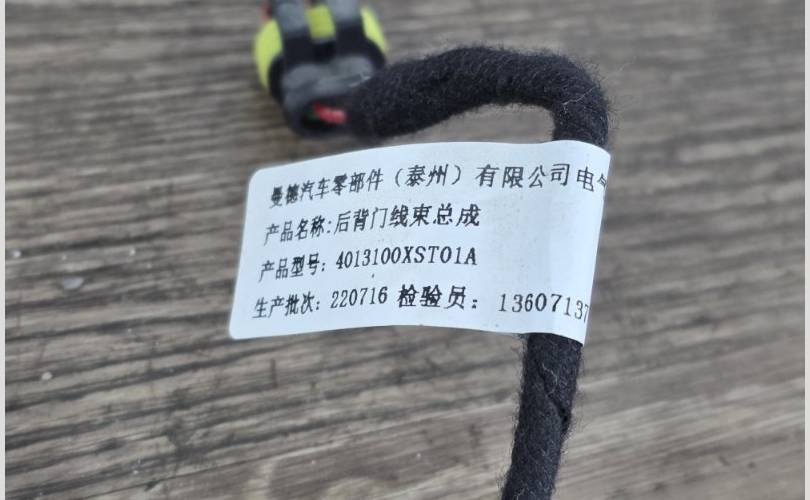 曼德汽车零部件（泰州）有限公司电气
产品名称:后背门线束总成
产品型号: 4013100XST01A
生产批次: 220716 检验员: 13607137